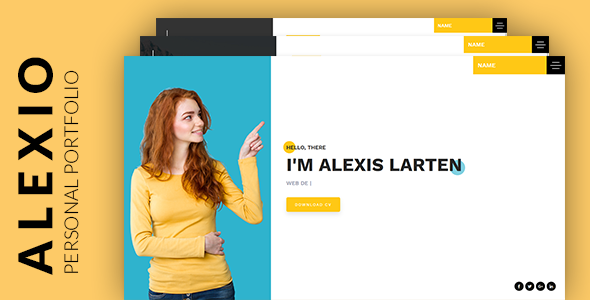 ALEXIO
PERSONAL PORTFOLIO
NAME
NAME
NAME
HELLO, THERE
I'M ALEXIS LARTEN
WEB DE |
DOWNLOAD CV